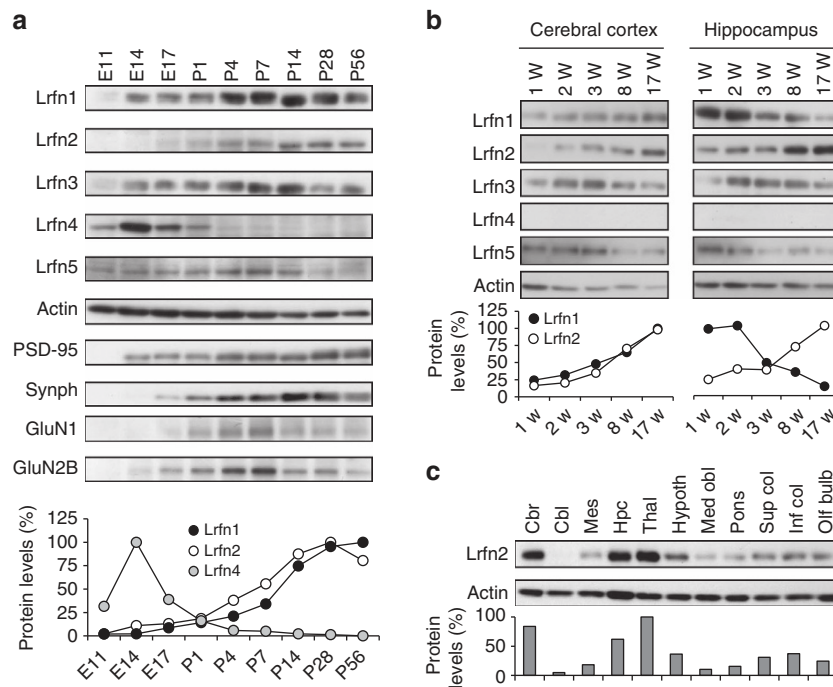 a
E11 E14 E17 P1 P4 P7 P14 P28 P56
Lrfn1
Lrfn2
Lrfn3
Lrfn4
Lrfn5
Actin
PSD-95
Synph
GluN1
GluN2B
Protein levels (%)
125
100
75
50
25
0
Lrfn1
Lrfn2
Lrfn4
E11 E14 E17 P1 P4 P7 P14 P28 P56
b
Cerebral cortex Hippocampus
1 W 2 W 3 W 8 W 17 W 1 W 2 W 3 W 8 W 17 W
Lrfn1
Lrfn2
Lrfn3
Lrfn4
Lrfn5
Actin
Protein
levels (%)
125
100
75
50
25
0
Lrfn1
Lrfn2
1 w 2 w 3 w 8 w 17 w 1 w 2 w 3 w 8 w 17 w
c
Cbr Cbl Mes Hpc Thal Hypoth Med obl Pons Sup col Inf col Olf bulb
Lrfn2
Actin
Protein
levels (%)
100
50
0